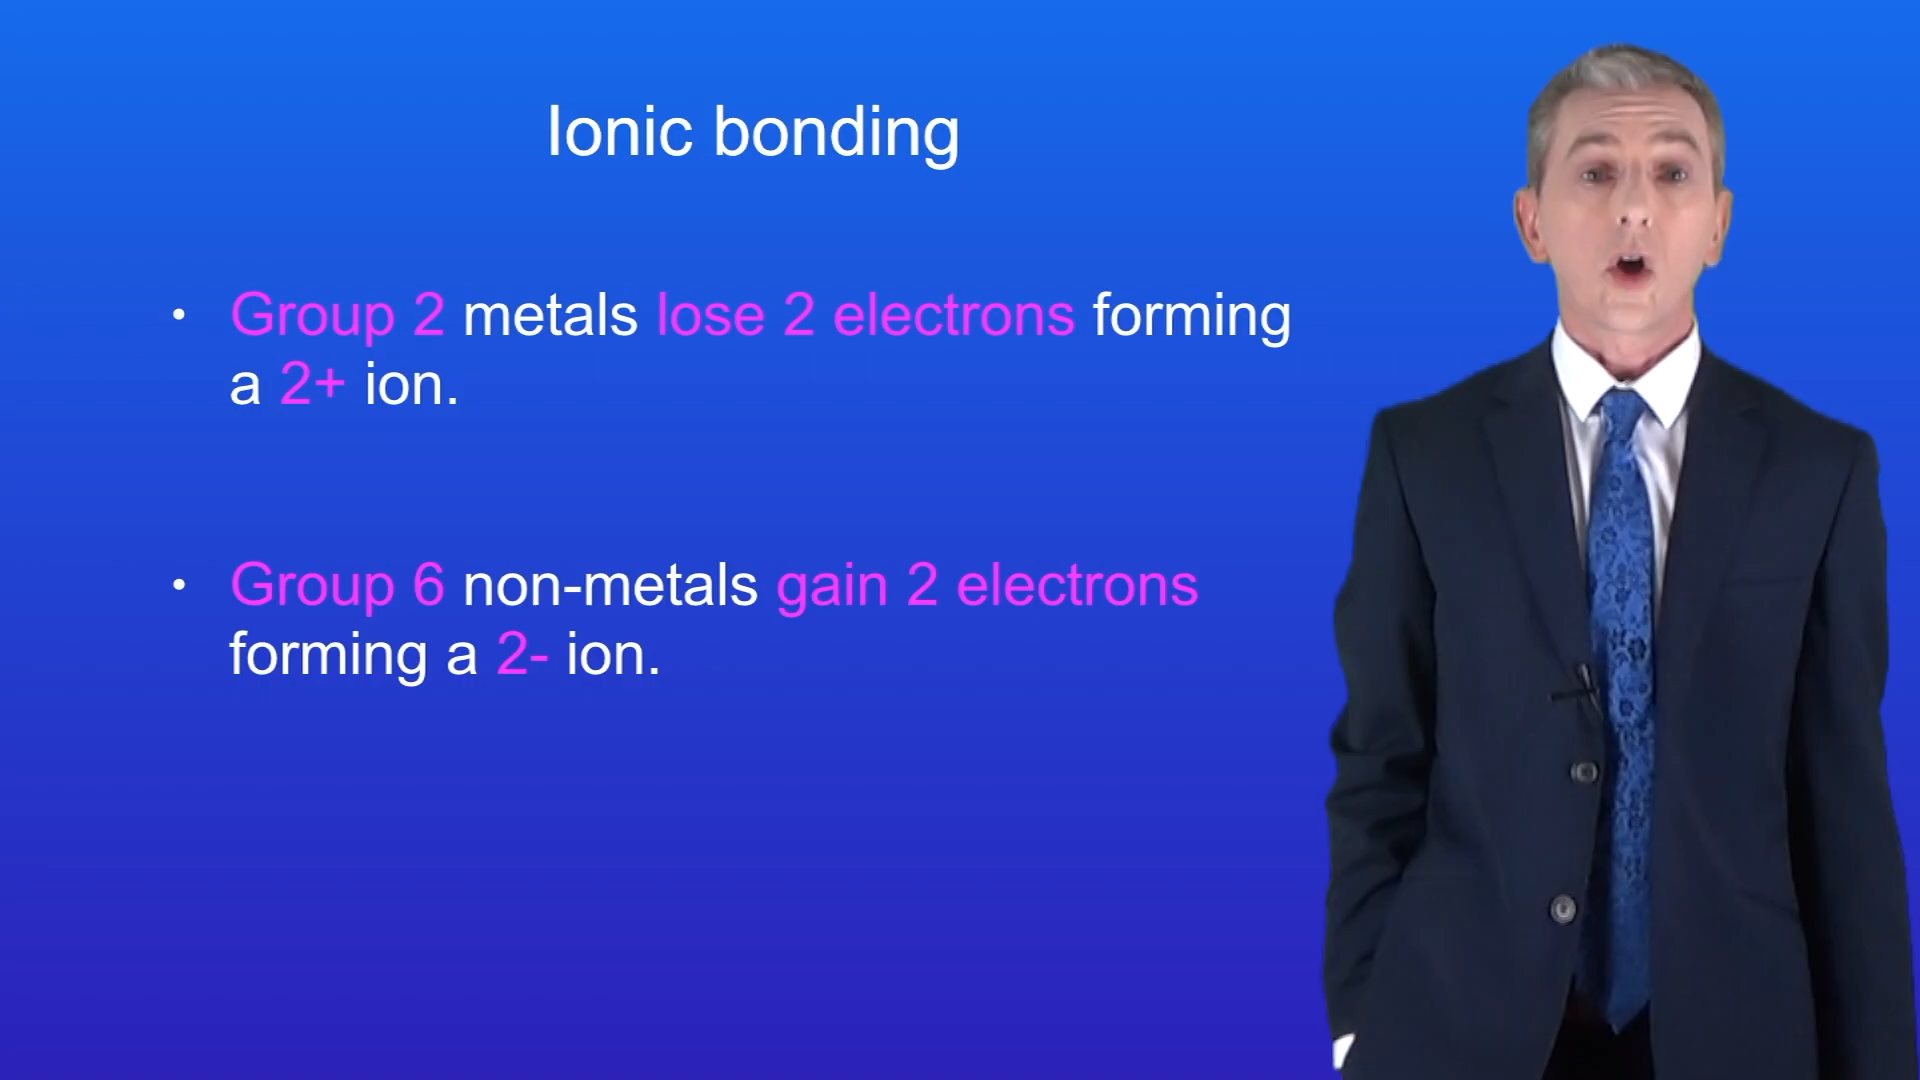 Ionic bonding
• Group 2 metals lose 2 electrons forming
a 2+ ion.
• Group 6 non-metals gain 2 electrons
forming a 2- ion.